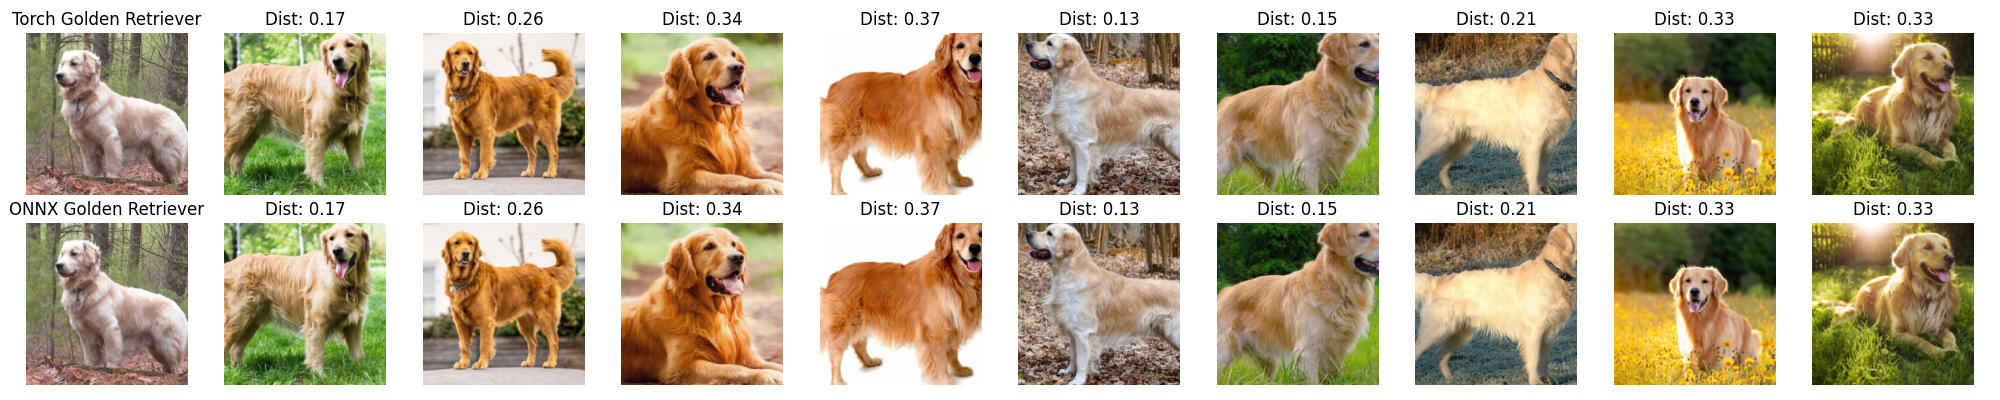 Torch Golden Retriever Dist: 0.17 Dist: 0.26 Dist: 0.34 Dist: 0.37 Dist: 0.13 Dist: 0.15 Dist: 0.21 Dist: 0.33 Dist: 0.33
ONNX Golden Retriever Dist: 0.17 Dist: 0.26 Dist: 0.34 Dist: 0.37 Dist: 0.13 Dist: 0.15 Dist: 0.21 Dist: 0.33 Dist: 0.33